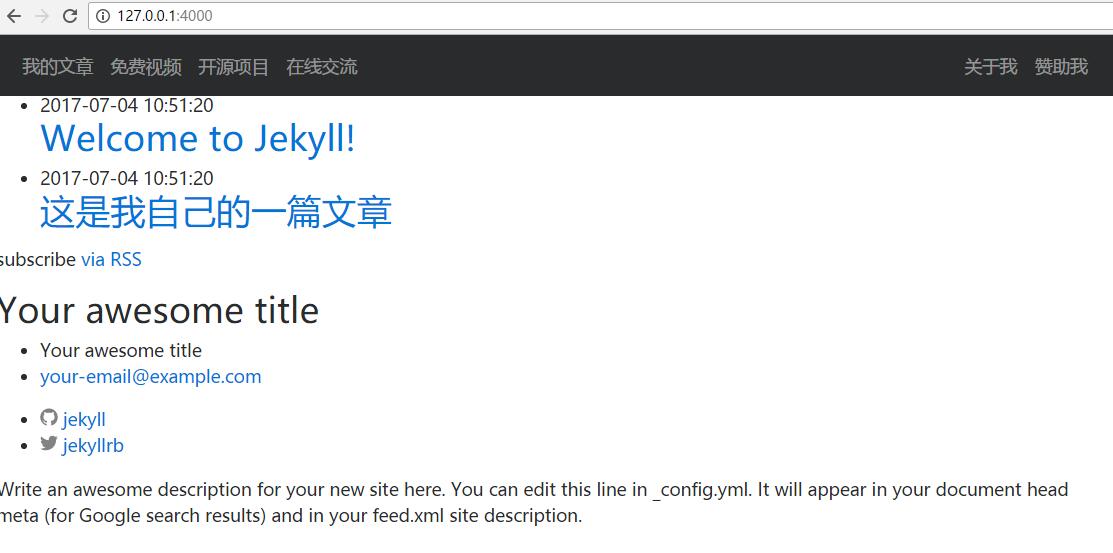 127.0.0.1:4000
我的文章 免费视频 开源项目 在线交流 关于我 赞助我
2017-07-04 10:51:20
Welcome to Jekyll!
2017-07-04 10:51:20
这是我自己的一篇文章
subscribe via RSS
Your awesome title
Your awesome title
your-email@example.com
jekyll
jekyllrb
Write an awesome description for your new site here. You can edit this line in _config.yml. It will appear in your document head
meta (for Google search results) and in your feed.xml site description.